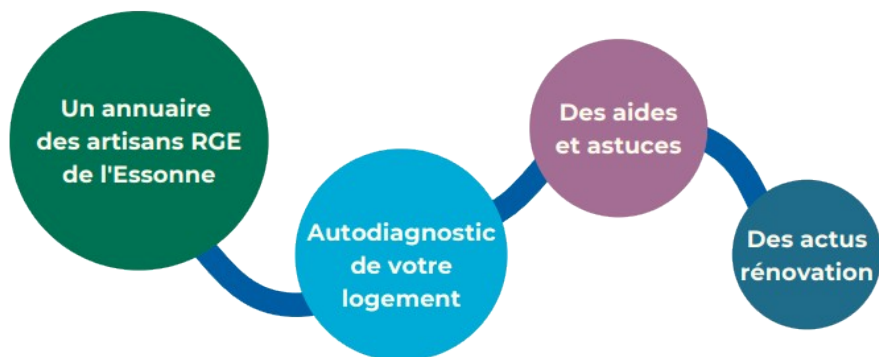 Un annuaire
des artisans RGE
de l'Essonne
Autodiagnostic
de votre
logement
Des aides
et astuces
Des actus
rénovation